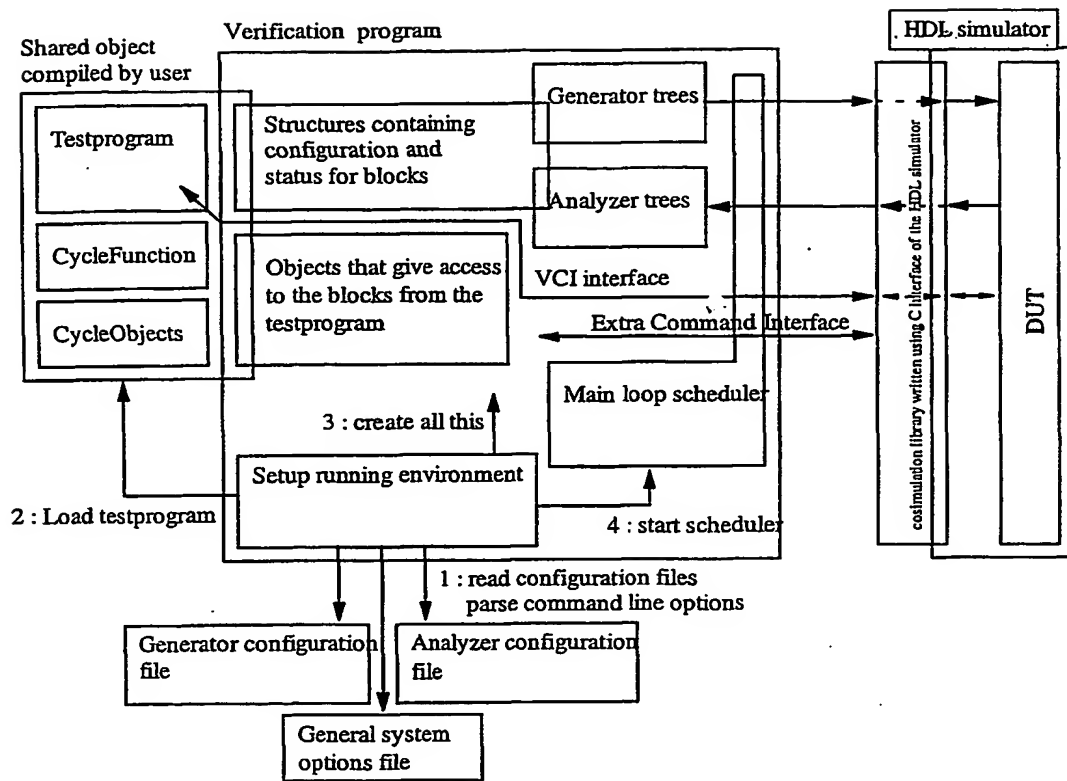 Verification program
. HDL simulator
Shared object
compiled by user
Testprogram
CycleFunction
CycleObjects
Structures containing
configuration and
status for blocks
Generator trees
Analyzer trees
Objects that give access
to the blocks from the
testprogram
VCI interface
Extra Command Interface
Main loop scheduler
3 : create all this
Setup running environment
2 : Load testprogram
4 : start scheduler
1 : read configuration files
parse command line options
Generator configuration
file
Analyzer configuration
file
General system
options file
cosimulation library written using C interface of the HDL simulator
DUT